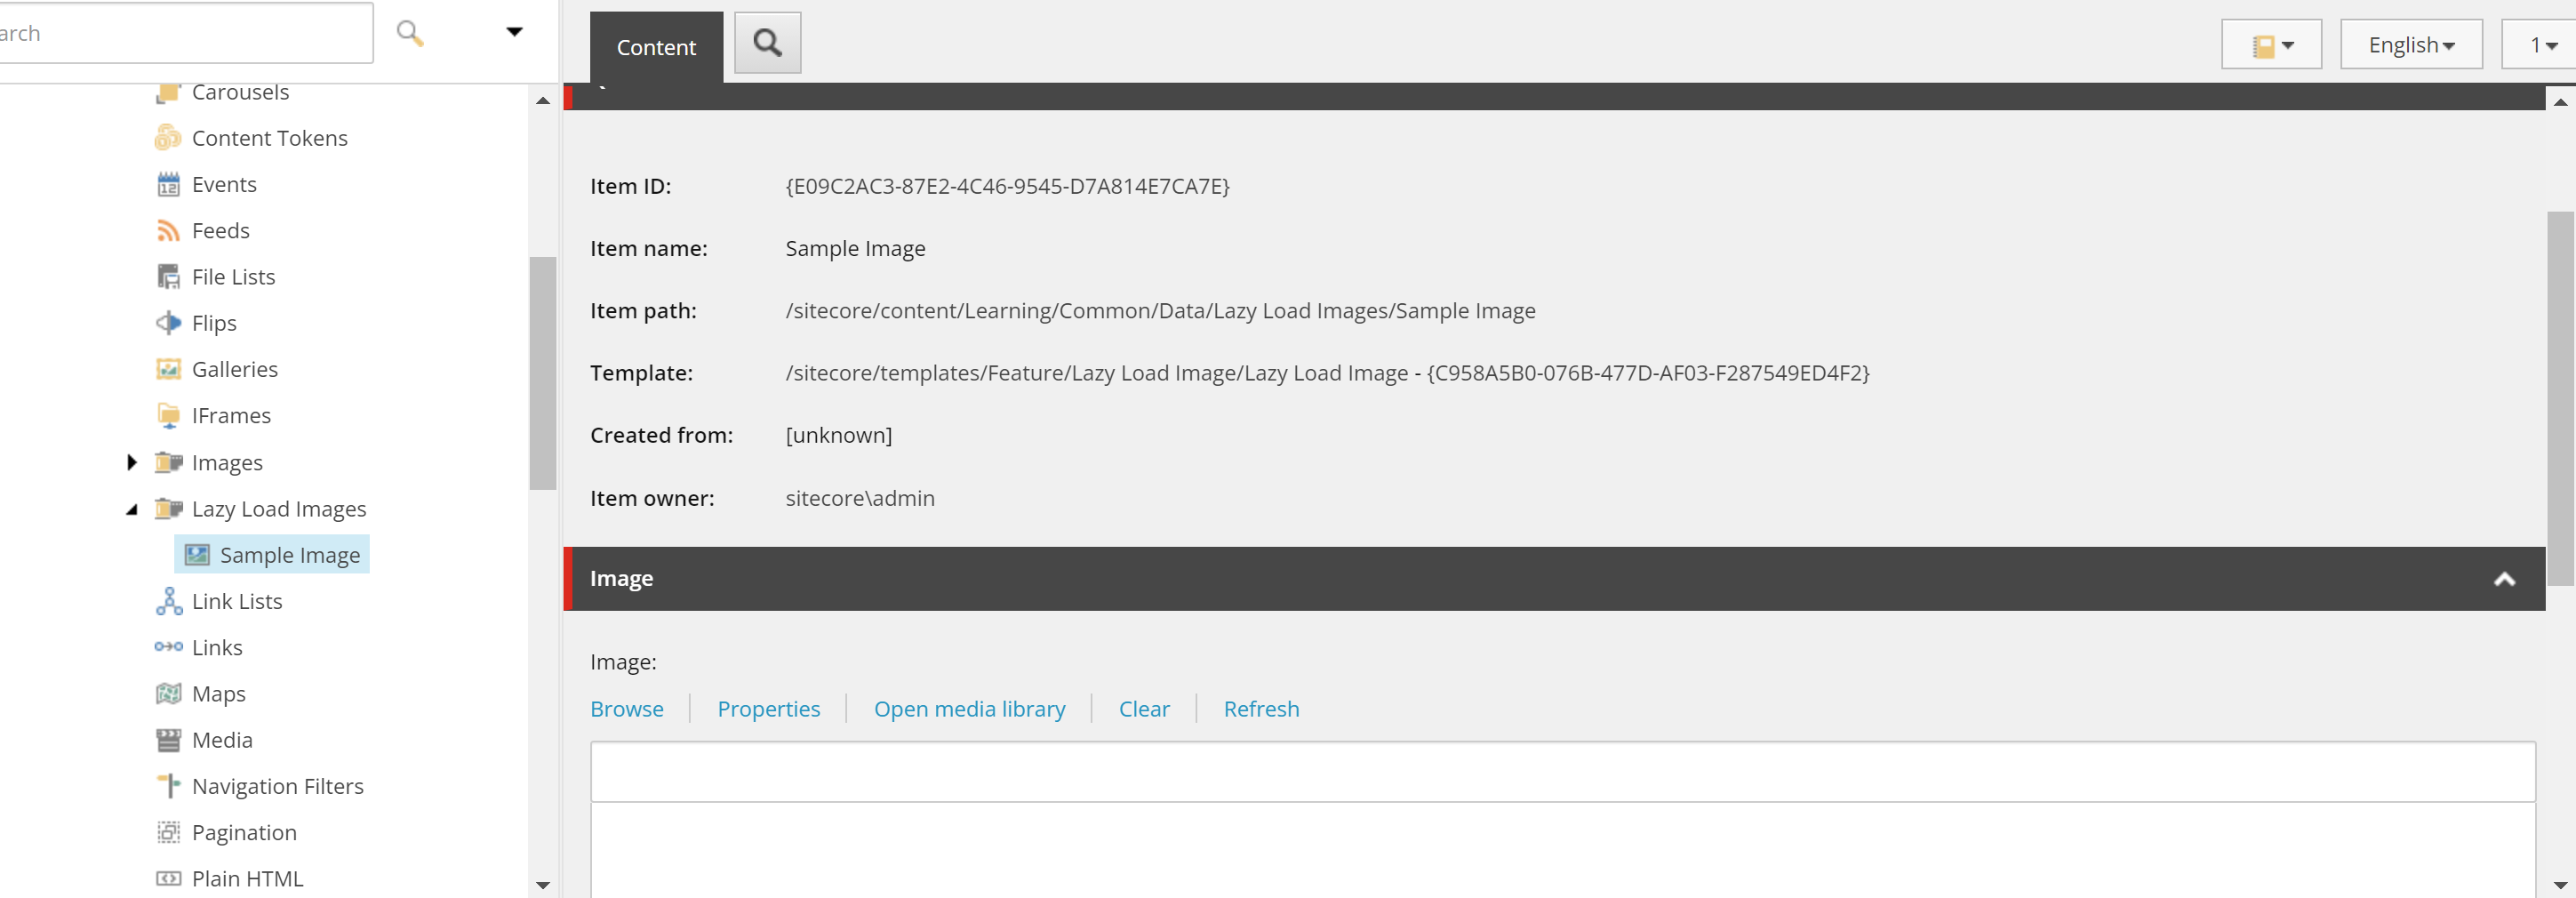 arch
Content
English
1
Carousels
Content Tokens
Events
Feeds
File Lists
Flips
Galleries
IFrames
Images
Lazy Load Images
Sample Image
Link Lists
Links
Maps
Media
Navigation Filters
Pagination
Plain HTML
Item ID: {E09C2AC3-87E2-4C46-9545-D7A814E7CA7E}
Item name: Sample Image
Item path: /sitecore/content/Learning/Common/Data/Lazy Load Images/Sample Image
Template: /sitecore/templates/Feature/Lazy Load Image/Lazy Load Image - {C958A5B0-076B-477D-AF03-F287549ED4F2}
Created from: [unknown]
Item owner: sitecore\admin
Image
Image:
Browse Properties Open media library Clear Refresh